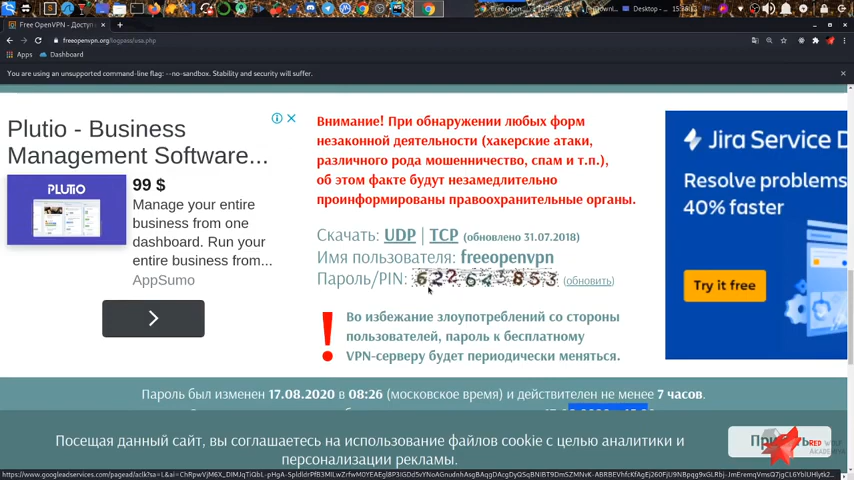 Free OpenVPN - Доступ
freeopenvpn.org/logpass/usa.php
Apps
Dashboard
You are using an unsupported command-line flag: --no-sandbox. Stability and security will suffer.
Plutio - Business
Management Software...
PLUTIO
99 $
Manage your entire
business from one
dashboard. Run your
entire business from...
AppSumo
Внимание! При обнаружении любых форм
незаконной деятельности (хакерские атаки,
различного рода мошенничество, спам и т.п.),
об этом факте будут незамедлительно
проинформированы правоохранительные органы.
Скачать: UDP | TCP (обновлено 31.07.2018)
Имя пользователя: freeopenvpn
Пароль/PIN: 622643853 (обновить)
! Во избежание злоупотреблений со стороны
пользователей, пароль к бесплатному
VPN-серверу будет периодически меняться.
Jira Service D
Resolve problems
40% faster
Try it free
Пароль был изменен 17.08.2020 в 08:26 (московское время) и действителен не менее 7 часов.
Посещая данный сайт, вы соглашаетесь на использование файлов cookie с целью аналитики и
персонализации рекламы.
RED WOLF